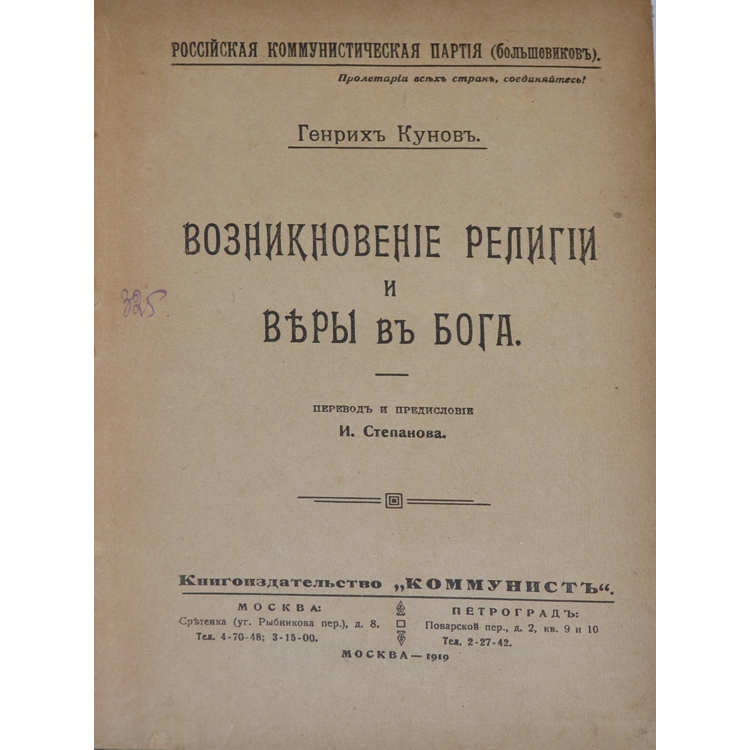 РОССІЙСКАЯ КОММУНИСТИЧЕСКАЯ ПАРТІЯ (большевиковъ).
Пролетаріи всѣхъ странъ, соединяйтесь!
Генрихъ Куновъ.
ВОЗНИКНОВЕНІЕ РЕЛИГІИ
И
ВѢРЫ ВЪ БОГА.
325
ПЕРЕВОДЪ И ПРЕДИСЛОВІЕ
И. Степанова.
Книгоиздательство „КОММУНИСТЪ“.
МОСКВА:
Срѣтенка (уг. Рыбникова пер.), д. 8.
Тел. 4-70-48; 3-15-00.
ПЕТРОГРАДЪ:
Поварской пер., д. 2, кв. 9 и 10
Тел. 2-27-42.
МОСКВА—1919